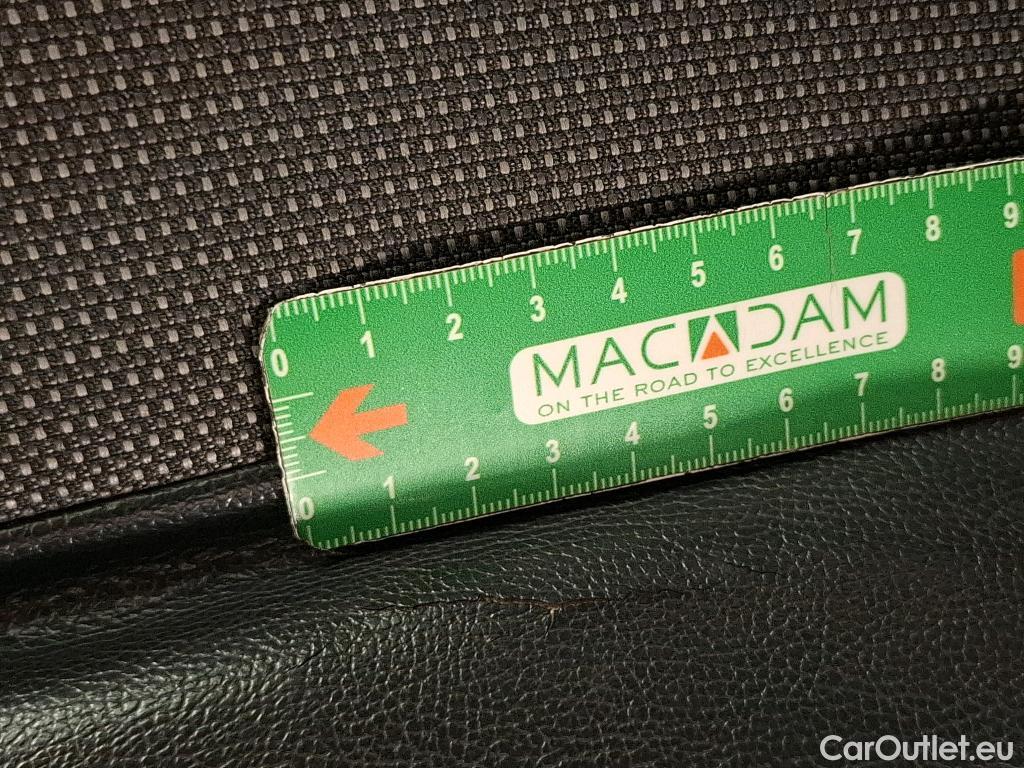 0 1 2 3 4 5 6 7 8 9
MACADAM
ON THE ROAD TO EXCELLENCE
0 1 2 3 4 5 6 7 8 9
CarOutlet.eu